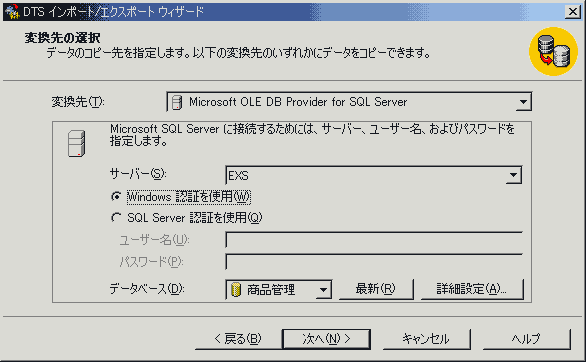 DTS インポート/エクスポート ウィザード
変換先の選択
データのコピー先を指定します。以下の変換先のいずれかにデータをコピーできます。
変換先(T): Microsoft OLE DB Provider for SQL Server
Microsoft SQL Server に接続するためには、サーバー、ユーザー名、およびパスワードを
指定します。
サーバー(S): EXS
Windows 認証を使用(W)
SQL Server 認証を使用(Q)
ユーザー名(U):
パスワード(P):
データベース(D): 商品管理 最新(R) 詳細設定(A)...
< 戻る(B) 次へ(N) > キャンセル ヘルプ